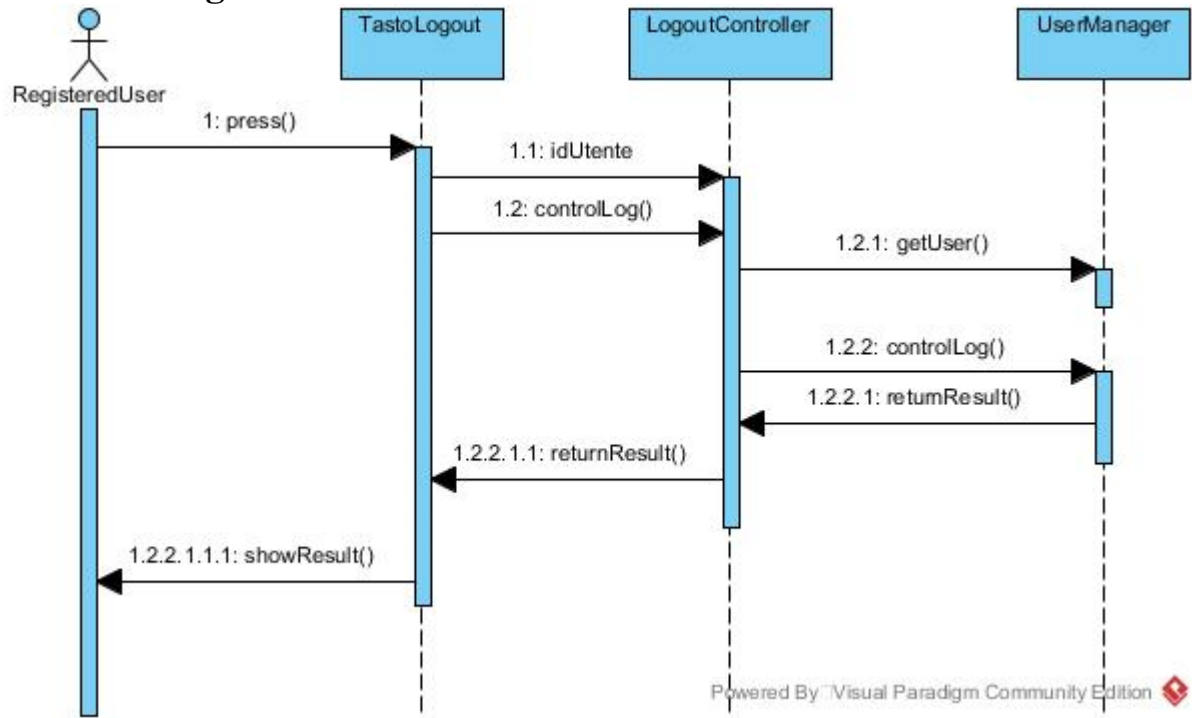 TastoLogout
LogoutController
UserManager
RegisteredUser
1: press()
1.1: idUtente
1.2: controlLog()
1.2.1: getUser()
1.2.2: controlLog()
1.2.2.1: returnResult()
1.2.2.1.1: returnResult()
1.2.2.1.1.1: showResult()
Powered By Visual Paradigm Community Edition